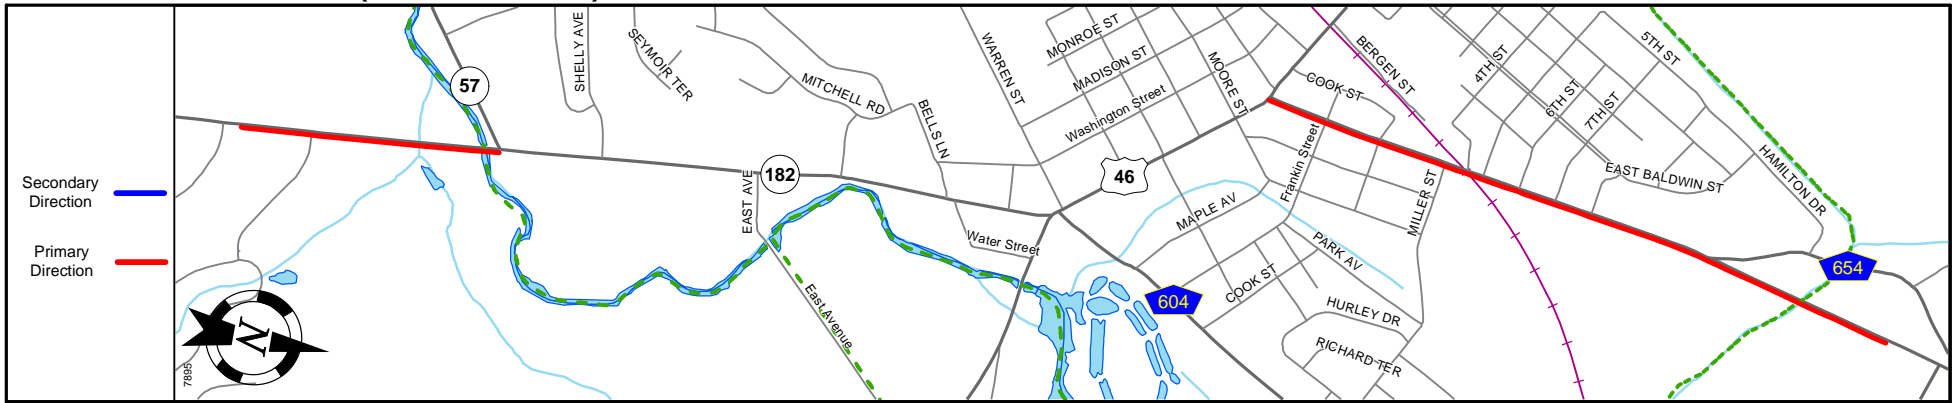 Secondary
Direction
Primary
Direction
57
SHELLY AVE
SEYMOIR TER
MITCHELL RD
BELLS LN
WARREN ST
MONROE ST
MADISON ST
Washington Street
MOORE ST
BERGEN ST
COOK ST
4TH ST
5TH ST
6TH ST
7TH ST
EAST BALDWIN ST
HAMILTON DR
182
46
EAST AVE
East Avenue
Water Street
MAPLE AV
Frankin Street
MILLER ST
PARK AV
COOK ST
604
654
HURLEY DR
RICHARD TER
N
7895